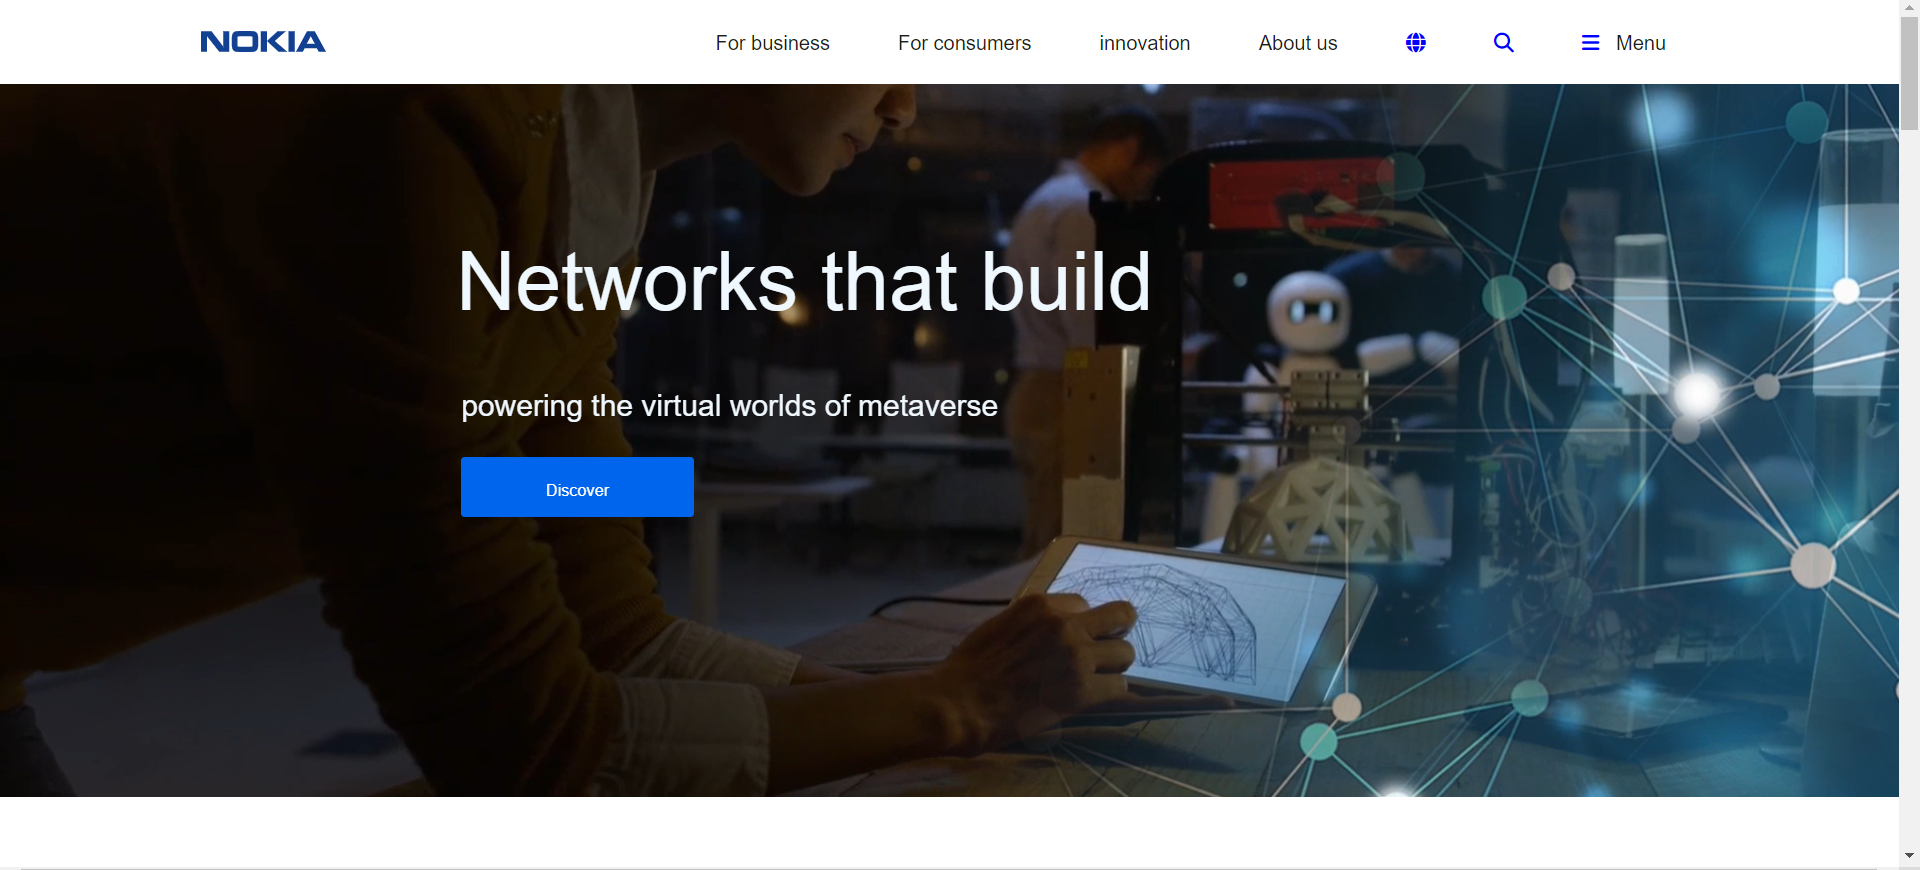 NOKIA
For business
For consumers
innovation
About us
Menu
Networks that build
powering the virtual worlds of metaverse
Discover